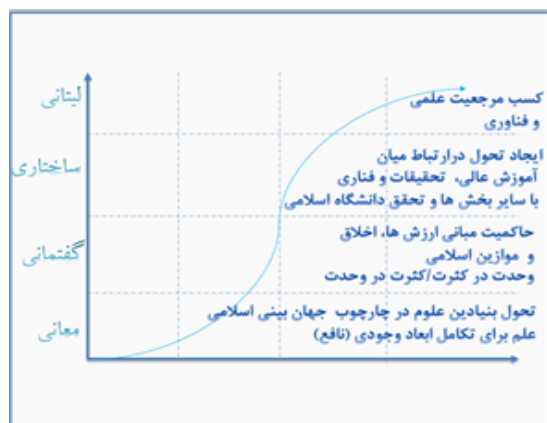 لیتانی
کسب مرجعیت علمی
و فناوری
ساختاری
ایجاد تحول درارتباط میان
آموزش عالی، تحقیقات و فناری
با سایر بخش ها و تحقق دانشگاه اسلامی
گفتمانی
حاکمیت مبانی ارزش ها، اخلاق
و موازین اسلامی
وحدت در کثرت/کثرت در وحدت
معانی
تحول بنیادین علوم در چارچوب جهان بینی اسلامی
علم برای تکامل ابعاد وجودی (نافع)